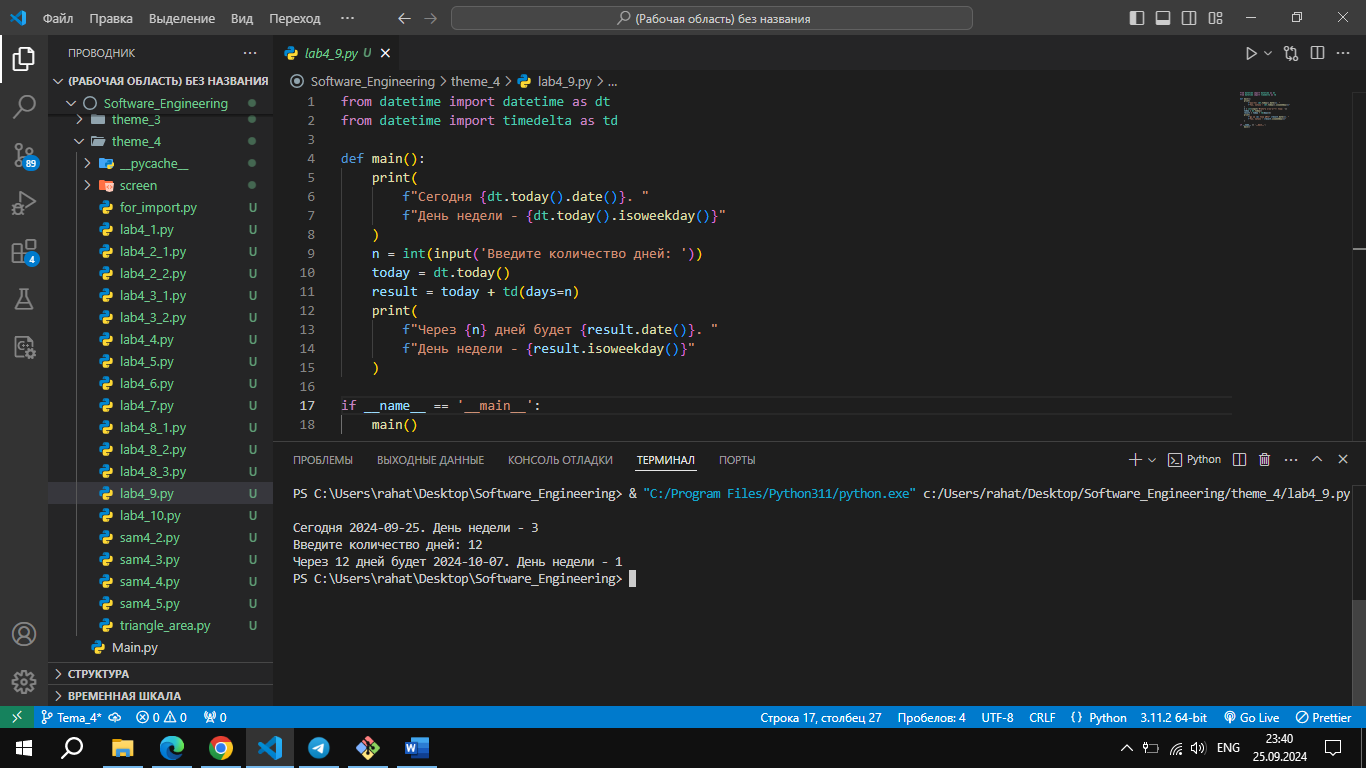 Файл Правка Выделение Вид Переход ··· (Рабочая область) без названия
ПРОВОДНИК ···
(РАБОЧАЯ ОБЛАСТЬ) БЕЗ НАЗВАНИЯ
Software_Engineering
theme_3
theme_4
__pycache__
screen
for_import.py U
lab4_1.py U
lab4_2_1.py U
lab4_2_2.py U
lab4_3_1.py U
lab4_3_2.py U
lab4_4.py U
lab4_5.py U
lab4_6.py U
lab4_7.py U
lab4_8_1.py U
lab4_8_2.py U
lab4_8_3.py U
lab4_9.py U
lab4_10.py U
sam4_2.py U
sam4_3.py U
sam4_4.py U
sam4_5.py U
triangle_area.py U
Main.py
СТРУКТУРА
ВРЕМЕННАЯ ШКАЛА
89
4
lab4_9.py U
Software_Engineering > theme_4 > lab4_9.py > ...
1 from datetime import datetime as dt
2 from datetime import timedelta as td
3
4 def main():
5 print(
6 f"Сегодня {dt.today().date()}. "
7 f"День недели - {dt.today().isoweekday()}"
8 )
9 n = int(input('Введите количество дней: '))
10 today = dt.today()
11 result = today + td(days=n)
12 print(
13 f"Через {n} дней будет {result.date()}. "
14 f"День недели - {result.isoweekday()}"
15 )
16
17 if __name__ == '__main__':
18 main()
ПРОБЛЕМЫ ВЫХОДНЫЕ ДАННЫЕ КОНСОЛЬ ОТЛАДКИ ТЕРМИНАЛ ПОРТЫ Python
PS C:\Users\rahat\Desktop\Software_Engineering> & "C:/Program Files/Python311/python.exe" c:/Users/rahat/Desktop/Software_Engineering/theme_4/lab4_9.py
Сегодня 2024-09-25. День недели - 3
Введите количество дней: 12
Через 12 дней будет 2024-10-07. День недели - 1
PS C:\Users\rahat\Desktop\Software_Engineering>
Tema_4* 0 0 0 Строка 17, столбец 27 Пробелов: 4 UTF-8 CRLF Python 3.11.2 64-bit Go Live Prettier
ENG 23:40
25.09.2024